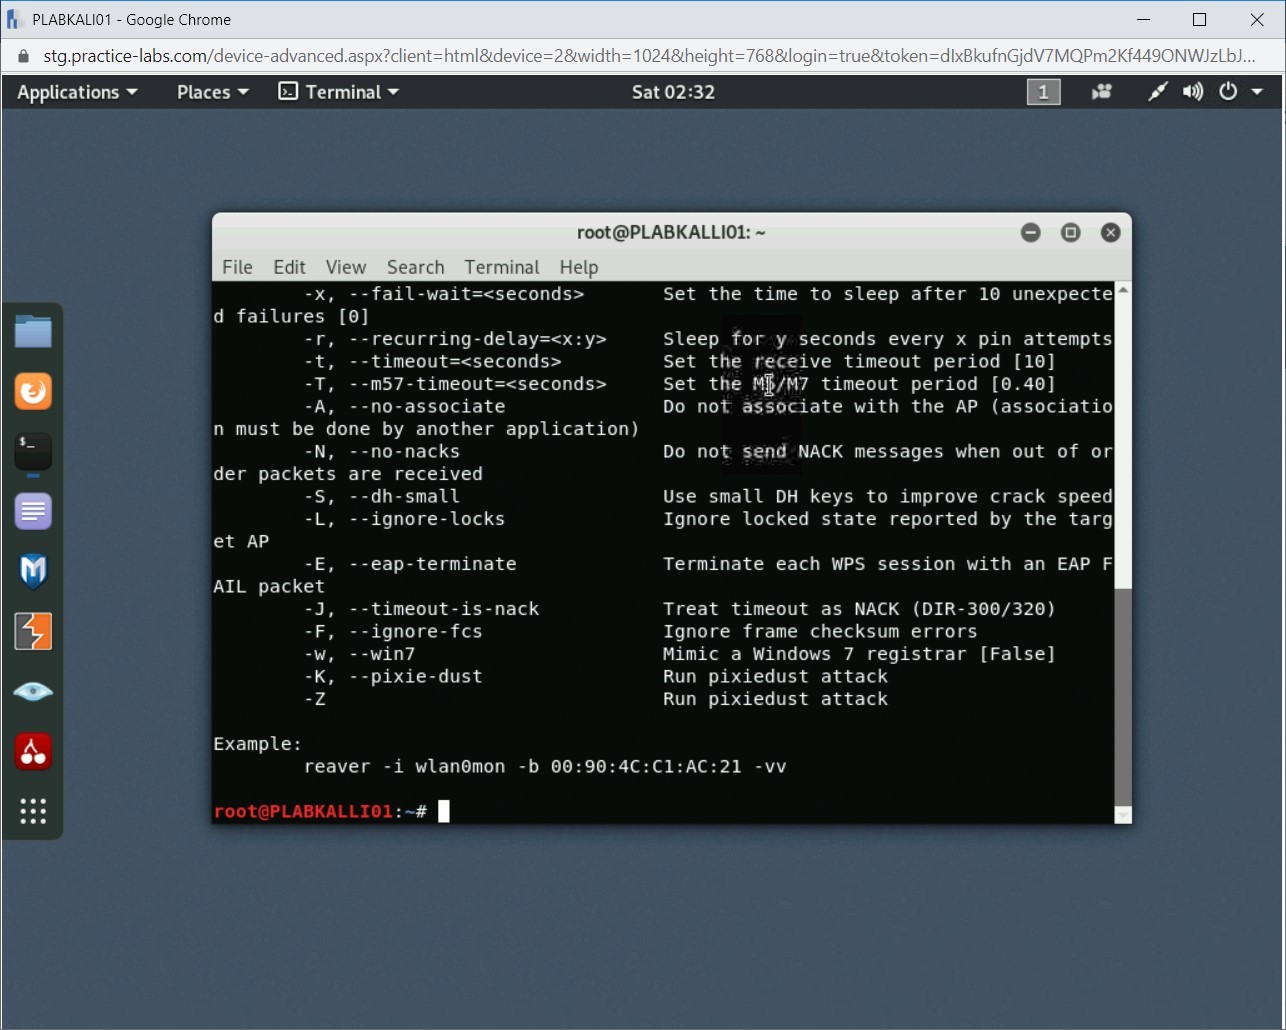 PLABKALI01 - Google Chrome
stg.practice-labs.com/device-advanced.aspx?client=html&device=2&width=1024&height=768&login=true&token=dIxBkufnGjdV7MQPm2Kf449ONWJzLbJ...
Applications Places Terminal Sat 02:32 1
root@PLABKALLI01: ~
File Edit View Search Terminal Help
-x, --fail-wait=<seconds> Set the time to sleep after 10 unexpecte
d failures [0]
-r, --recurring-delay=<x:y> Sleep for y seconds every x pin attempts
-t, --timeout=<seconds> Set the receive timeout period [10]
-T, --m57-timeout=<seconds> Set the M5/M7 timeout period [0.40]
-A, --no-associate Do not associate with the AP (associatio
n must be done by another application)
-N, --no-nacks Do not send NACK messages when out of or
der packets are received
-S, --dh-small Use small DH keys to improve crack speed
-L, --ignore-locks Ignore locked state reported by the targ
et AP
-E, --eap-terminate Terminate each WPS session with an EAP F
AIL packet
-J, --timeout-is-nack Treat timeout as NACK (DIR-300/320)
-F, --ignore-fcs Ignore frame checksum errors
-w, --win7 Mimic a Windows 7 registrar [False]
-K, --pixie-dust Run pixiedust attack
-Z Run pixiedust attack
Example:
reaver -i wlan0mon -b 00:90:4C:C1:AC:21 -vv
root@PLABKALLI01:~#